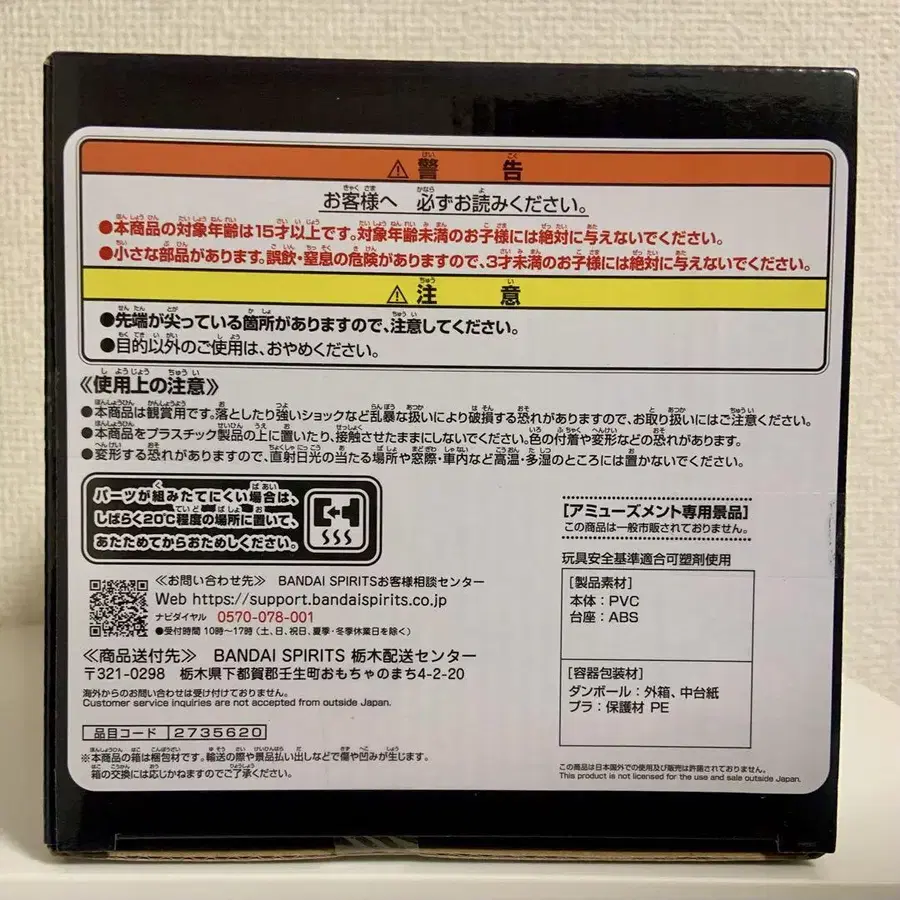 ⚠警告
お客様へ 必ずお読みください。
●本商品の対象年齢は15才以上です。対象年齢未満のお子様には絶対に与えないでください。
●小さな部品があります。誤飲・窒息の危険がありますので、3才未満のお子様には絶対に与えないでください。
⚠注意
●先端が尖っている箇所がありますので、注意してください。
●目的以外のご使用は、おやめください。
《使用上の注意》
●本商品は観賞用です。落としたり強いショックなど乱暴な扱いにより破損する恐れがありますので、お取り扱いにはご注意ください。
●本商品をプラスチック製品の上に置いたり、接触させたままにしないでください。色の付着や変形などの恐れがあります。
●変形する恐れがありますので、直射日光の当たる場所や窓際・車内など高温・多湿のところには置かないでください。
パーツが組みたてにくい場合は、
しばらく20℃程度の場所に置いて、
あたためてからおためしください。
[アミューズメント専用景品]
この商品は一般市販されておりません。
《お問い合わせ先》 BANDAI SPIRITSお客様相談センター
Web https://support.bandaispirits.co.jp
ナビダイヤル 0570-078-001
●受付時間 10時~17時(土、日、祝日、夏季・冬季休業日を除く)
《商品送付先》 BANDAI SPIRITS 栃木配送センター
〒321-0298 栃木県下都賀郡壬生町おもちゃのまち4-2-20
海外からのお問い合わせは受け付けておりません。
Customer service inquiries are not accepted from outside Japan.
品目コード 2735620
※本商品の箱は梱包材です。輸送の際や景品払い出しなどで傷や凹みが生じます。
箱の交換には応じかねますのでご了承ください。
玩具安全基準適合可塑剤使用
[製品素材]
本体:PVC
台座:ABS
[容器包装材]
ダンボール:外箱、中台紙
プラ:保護材 PE
この商品は日本国外での使用及び販売は許諾されておりません。
This product is not licensed for the use and sale outside Japan.